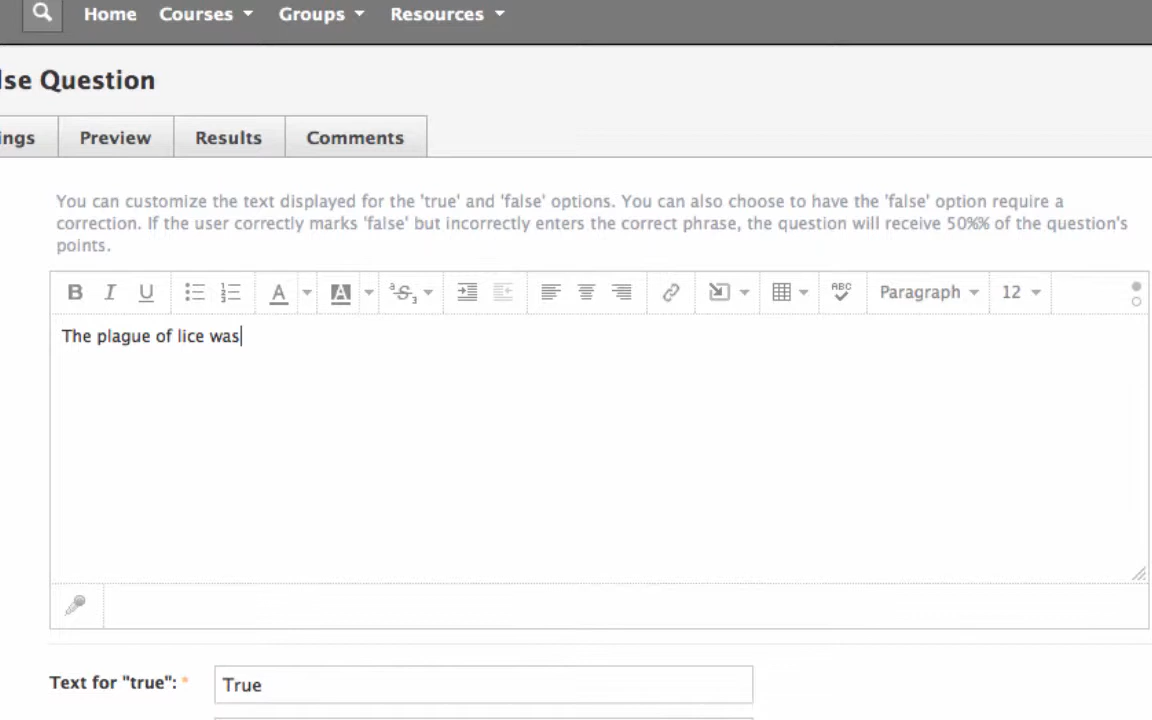 Home Courses Groups Resources
lse Question
ings Preview Results Comments
You can customize the text displayed for the 'true' and 'false' options. You can also choose to have the 'false' option require a
correction. If the user correctly marks 'false' but incorrectly enters the correct phrase, the question will receive 50%% of the question's
points.
B I U A A a S 3 ABC Paragraph 12
The plague of lice was
Text for "true": * True